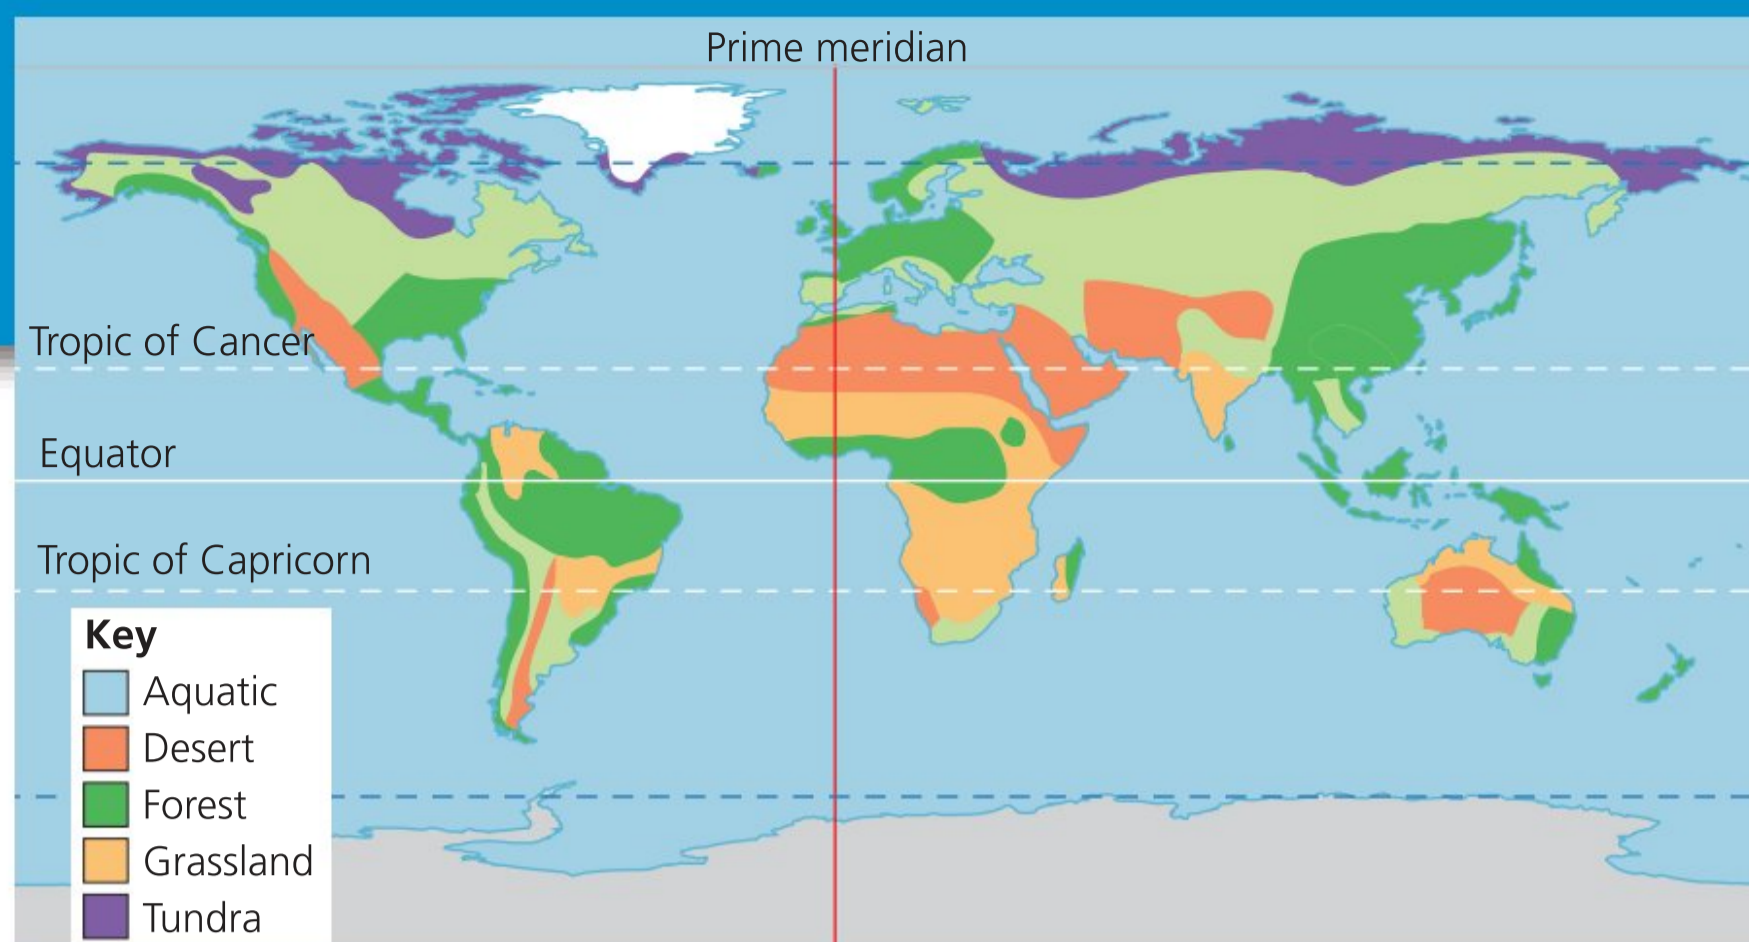 Prime meridian
Tropic of Cancer
Equator
Tropic of Capricorn
Key
Aquatic
Desert
Forest
Grassland
Tundra